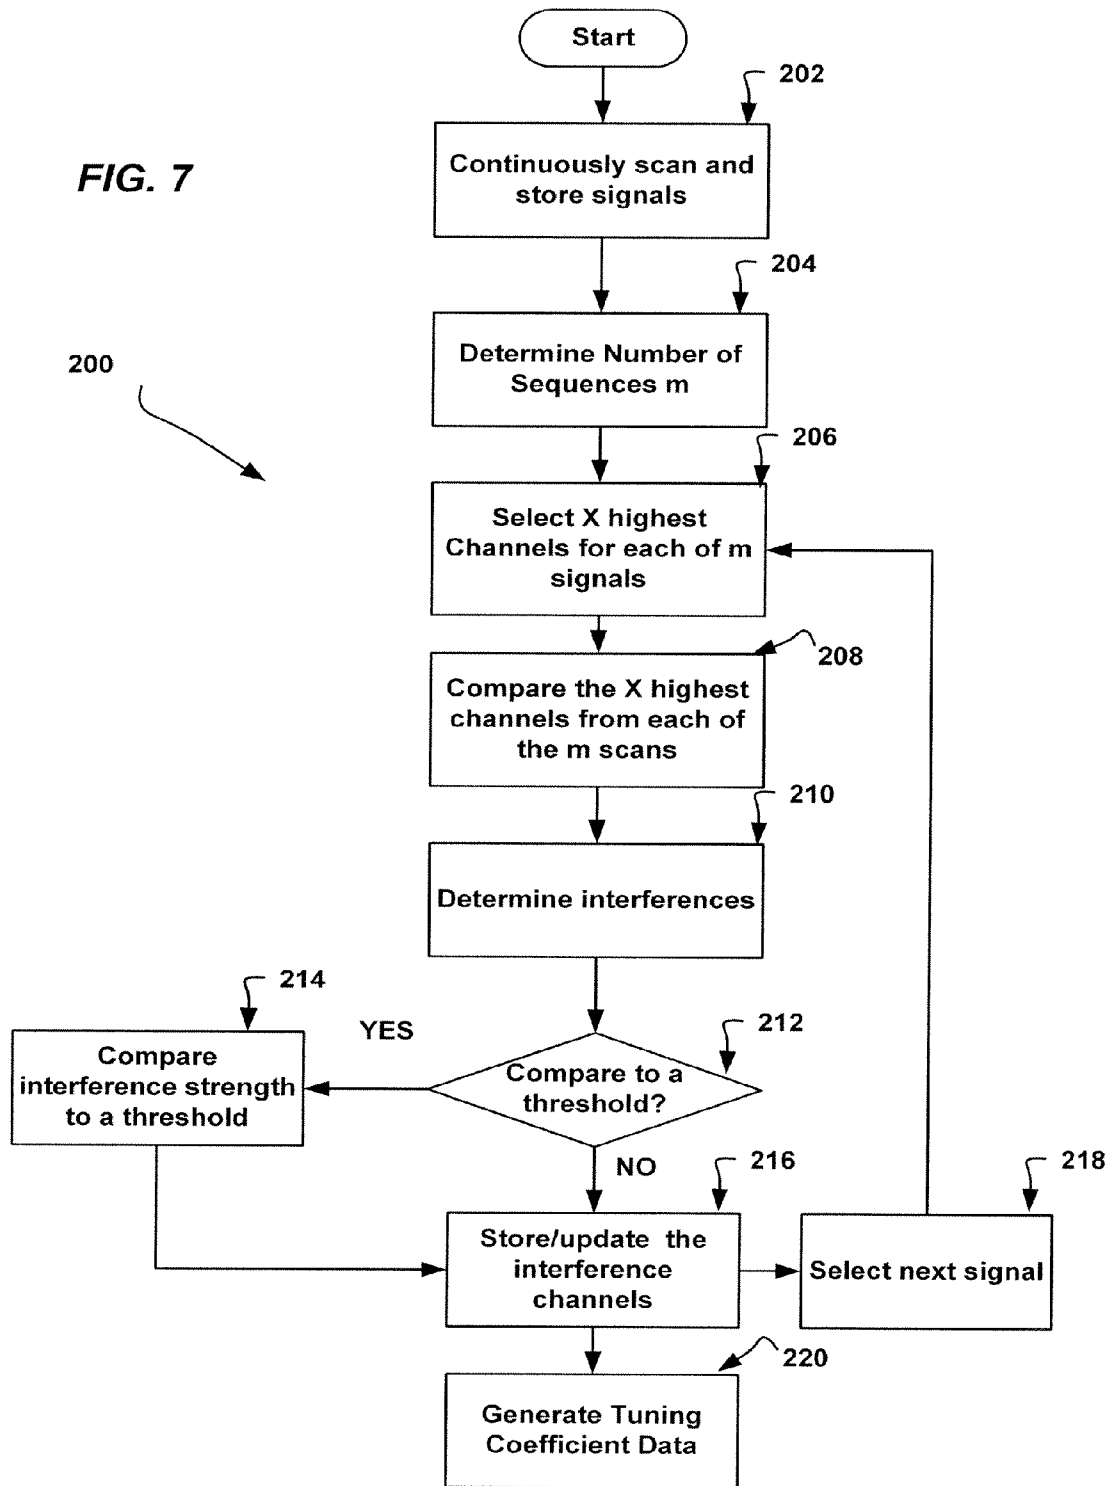 Start
202
FIG. 7
Continuously scan and
store signals
204
Determine Number of
Sequences m
200
206
Select X highest
Channels for each of m
signals
208
Compare the X highest
channels from each of
the m scans
210
Determine interferences
214
YES
212
Compare
interference strength
to a threshold
Compare to a
threshold?
NO
216
218
Store/update the
interference
channels
Select next signal
220
Generate Tuning
Coefficient Data